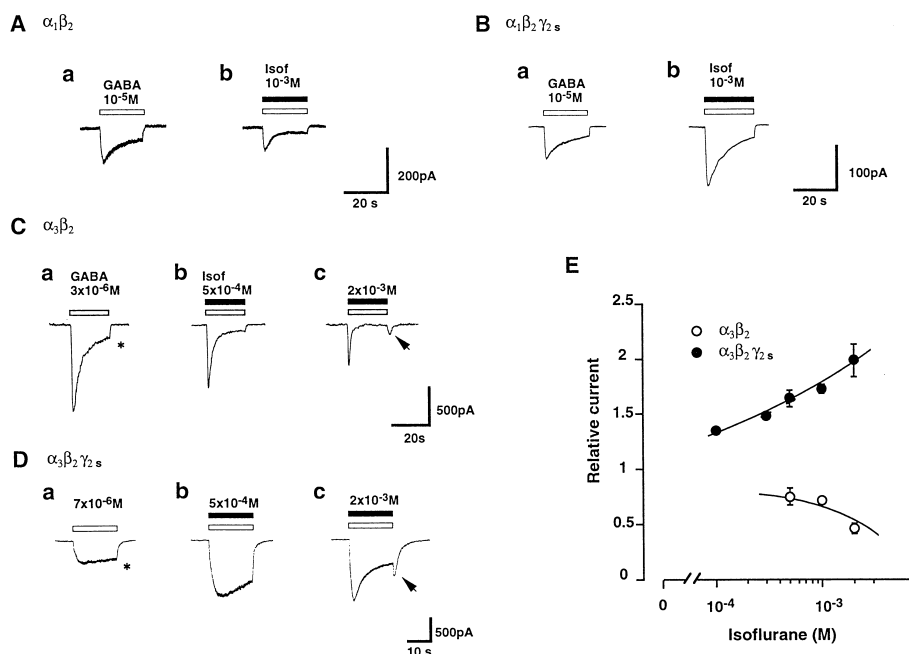 A α₁β₂
a
GABA
10⁻⁵M
b
Isof
10⁻³M
200pA
20 s
B α₁β₂γ₂s
a
GABA
10⁻⁵M
b
Isof
10⁻³M
100pA
20 s
C α₃β₂
a
GABA
3x10⁻⁶M
*
b
Isof
5x10⁻⁴M
c
2x10⁻³M
500pA
20s
D α₃β₂γ₂s
a
7x10⁻⁶M
*
b
5x10⁻⁴M
c
2x10⁻³M
500pA
10 s
E
α₃β₂
α₃β₂γ₂s
Relative current
2.5
2
1.5
1
0.5
0
0 10⁻⁴ 10⁻³
Isoflurane (M)